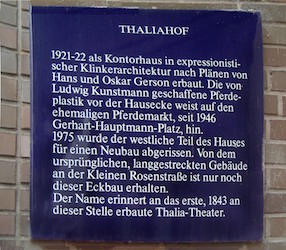 THALIAHOF
1921-22 als Kontorhaus in expressionisti-
scher Klinkerarchitektur nach Plänen von
Hans und Oskar Gerson erbaut. Die von
Ludwig Kunstmann geschaffene Pferde-
plastik vor der Hausecke weist auf den
ehemaligen Pferdemarkt, seit 1946
Gerhart-Hauptmann-Platz, hin.
1975 wurde der westliche Teil des Hauses
für einen Neubau abgerissen. Von dem
ursprünglichen, langgestreckten Gebäude
an der Kleinen Rosenstraße ist nur noch
dieser Eckbau erhalten.
Der Name erinnert an das erste, 1843 an
dieser Stelle erbaute Thalia-Theater.